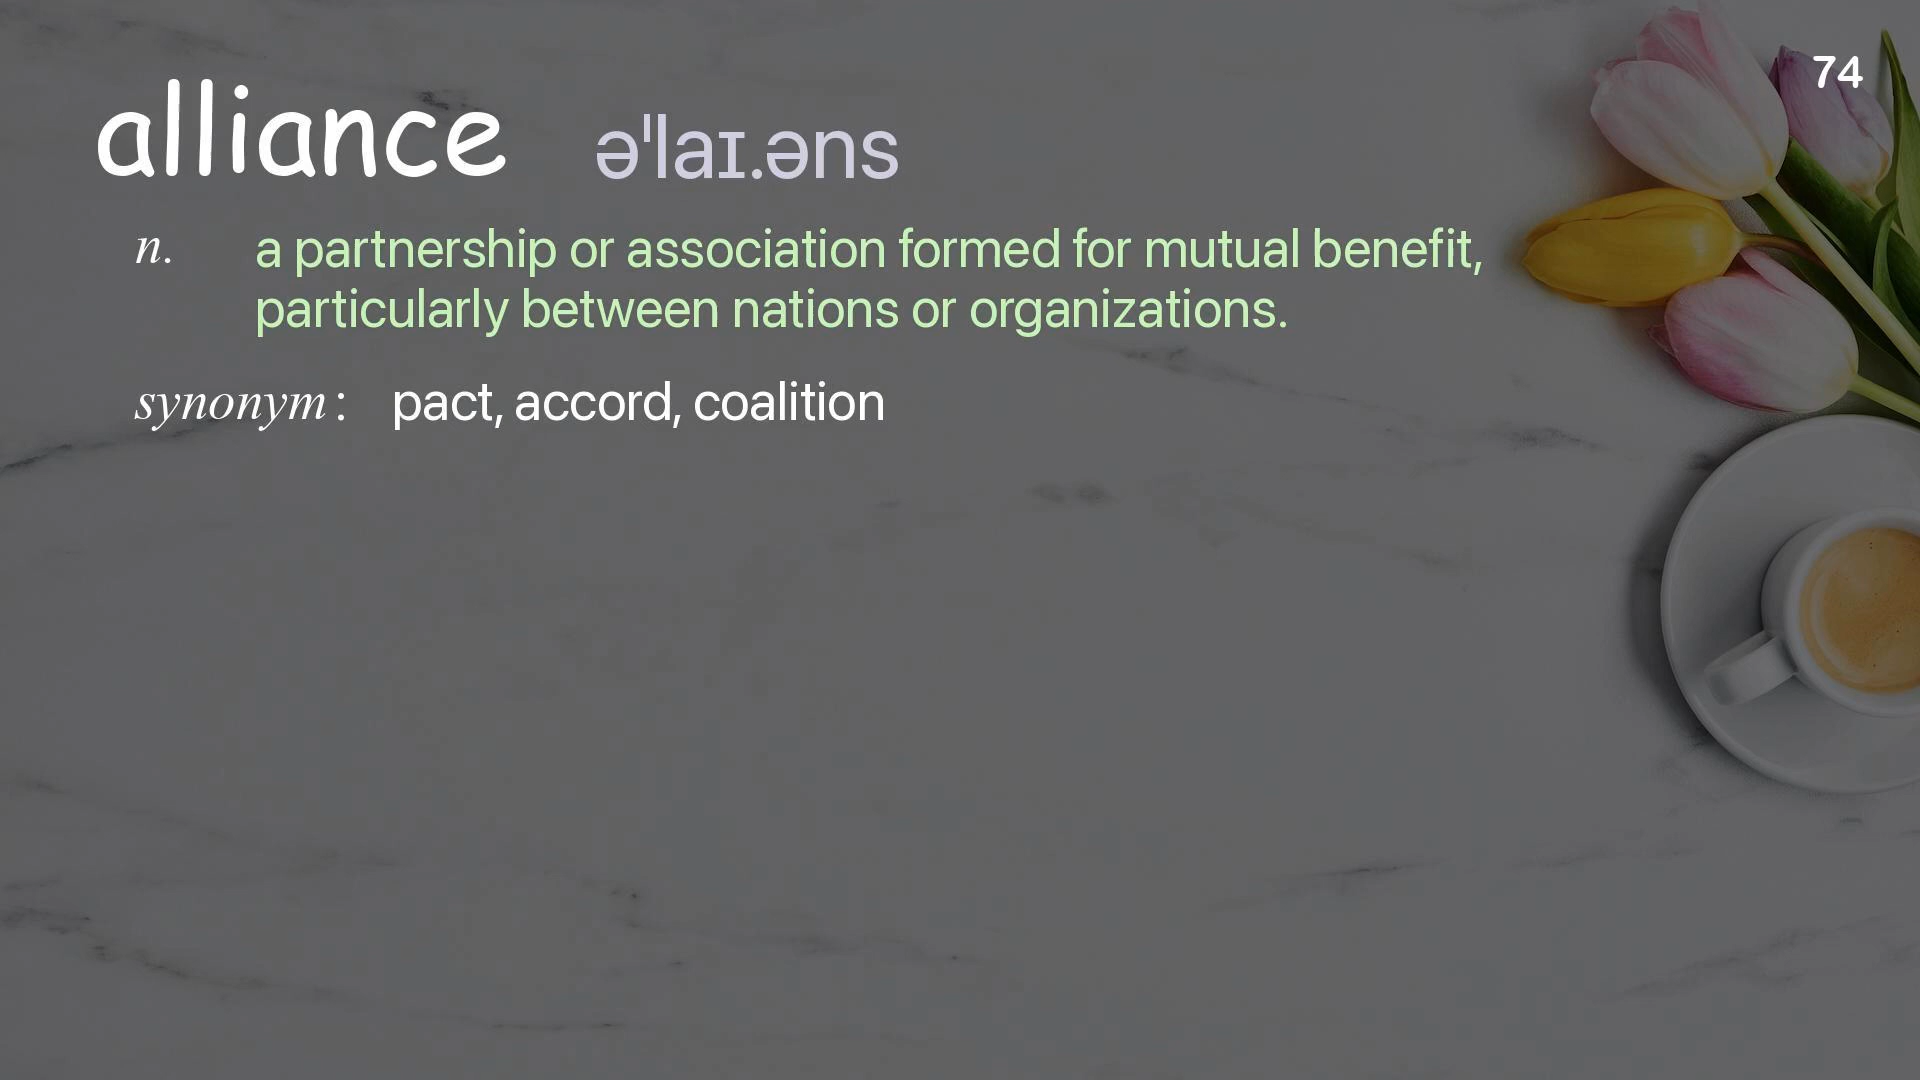 74
alliance əˈlaɪ.əns
n. a partnership or association formed for mutual benefit,
particularly between nations or organizations.
synonym: pact, accord, coalition